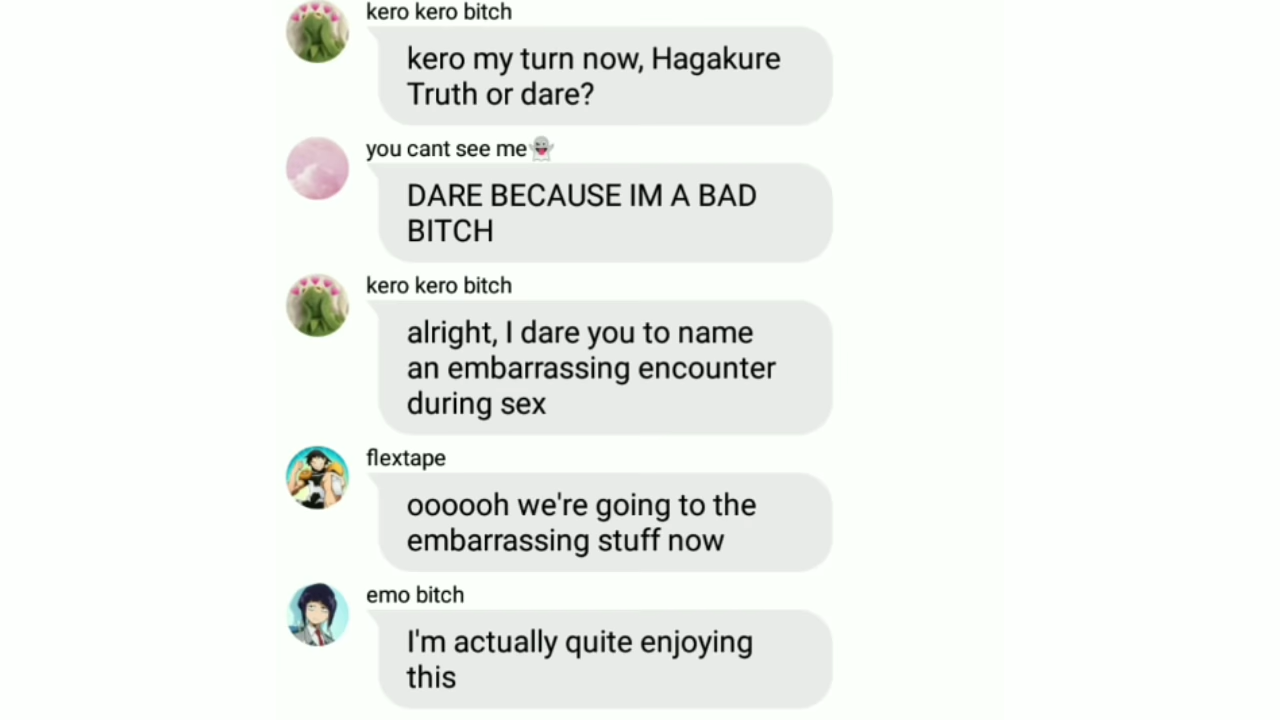 kero kero bitch
kero my turn now, Hagakure
Truth or dare?
you cant see me👻
DARE BECAUSE IM A BAD
BITCH
kero kero bitch
alright, I dare you to name
an embarrassing encounter
during sex
flextape
oooooh we're going to the
embarrassing stuff now
emo bitch
I'm actually quite enjoying
this